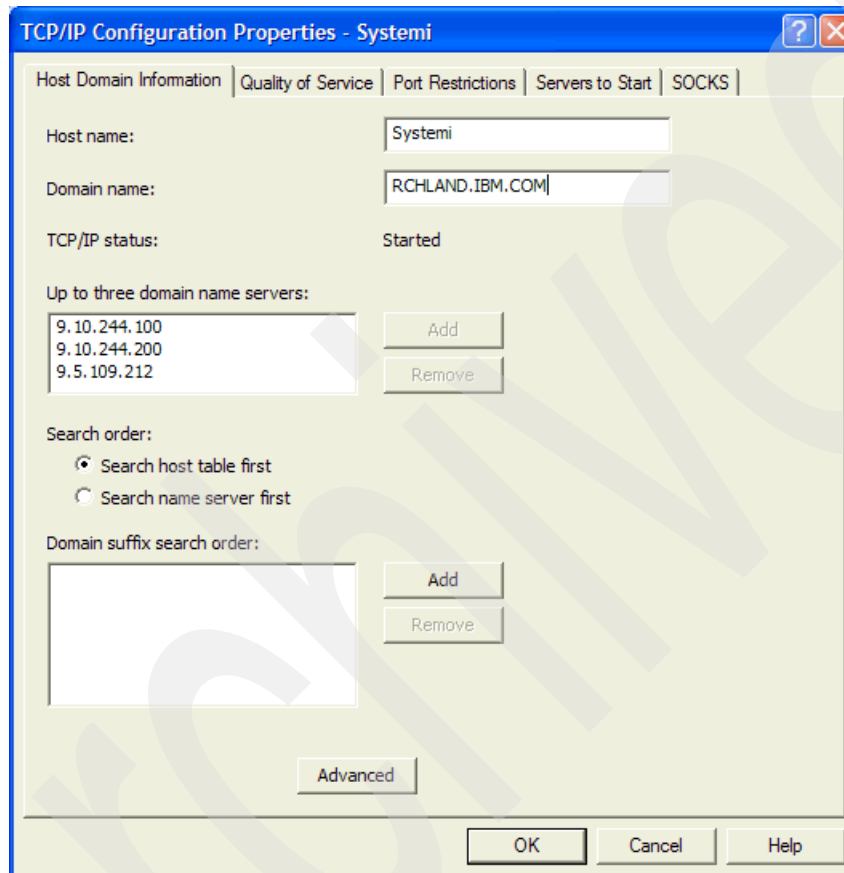 TCP/IP Configuration Properties - Systemi
Host Domain Information Quality of Service Port Restrictions Servers to Start SOCKS
Host name: Systemi
Domain name: RCHLAND.IBM.COM
TCP/IP status: Started
Up to three domain name servers:
9.10.244.100
9.10.244.200
9.5.109.212
Add
Remove
Search order:
Search host table first
Search name server first
Domain suffix search order:
Add
Remove
Advanced
OK Cancel Help